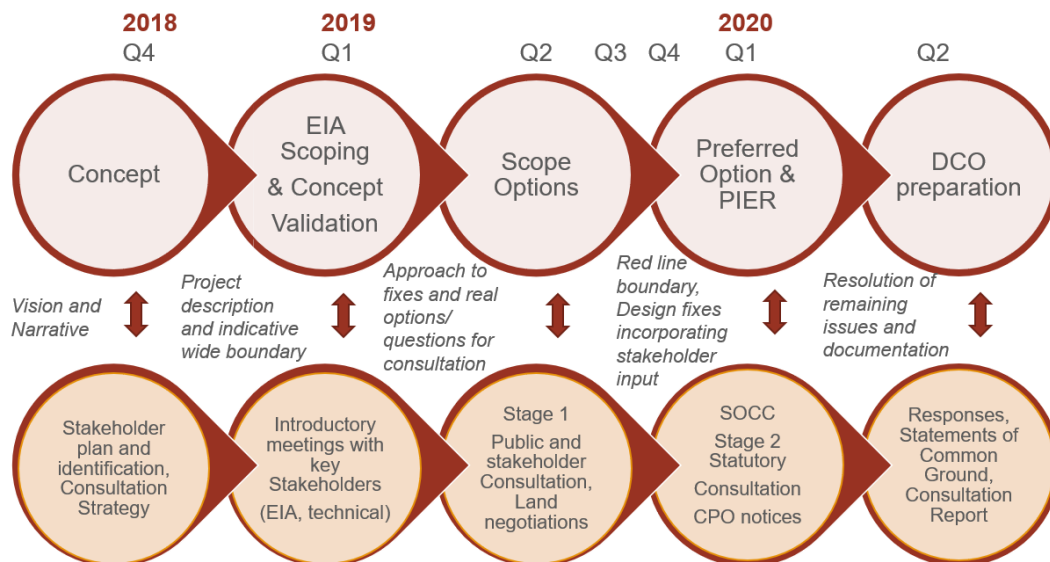 2018
2019
2020
Q4
Q1
Q2
Q3
Q4
Q1
Q2
Concept
EIA
Scoping
& Concept
Validation
Scope
Options
Preferred
Option &
PIER
DCO
preparation
Vision and
Narrative
Project
description
and indicative
wide boundary
Approach to
fixes and real
options/
questions for
consultation
Red line
boundary,
Design fixes
incorporating
stakeholder
input
Resolution of
remaining
issues and
documentation
Stakeholder
plan and
identification,
Consultation
Strategy
Introductory
meetings with
key
Stakeholders
(EIA, technical)
Stage 1
Public and
stakeholder
Consultation,
Land
negotiations
SOCC
Stage 2
Statutory
Consultation
CPO notices
Responses,
Statements of
Common
Ground,
Consultation
Report